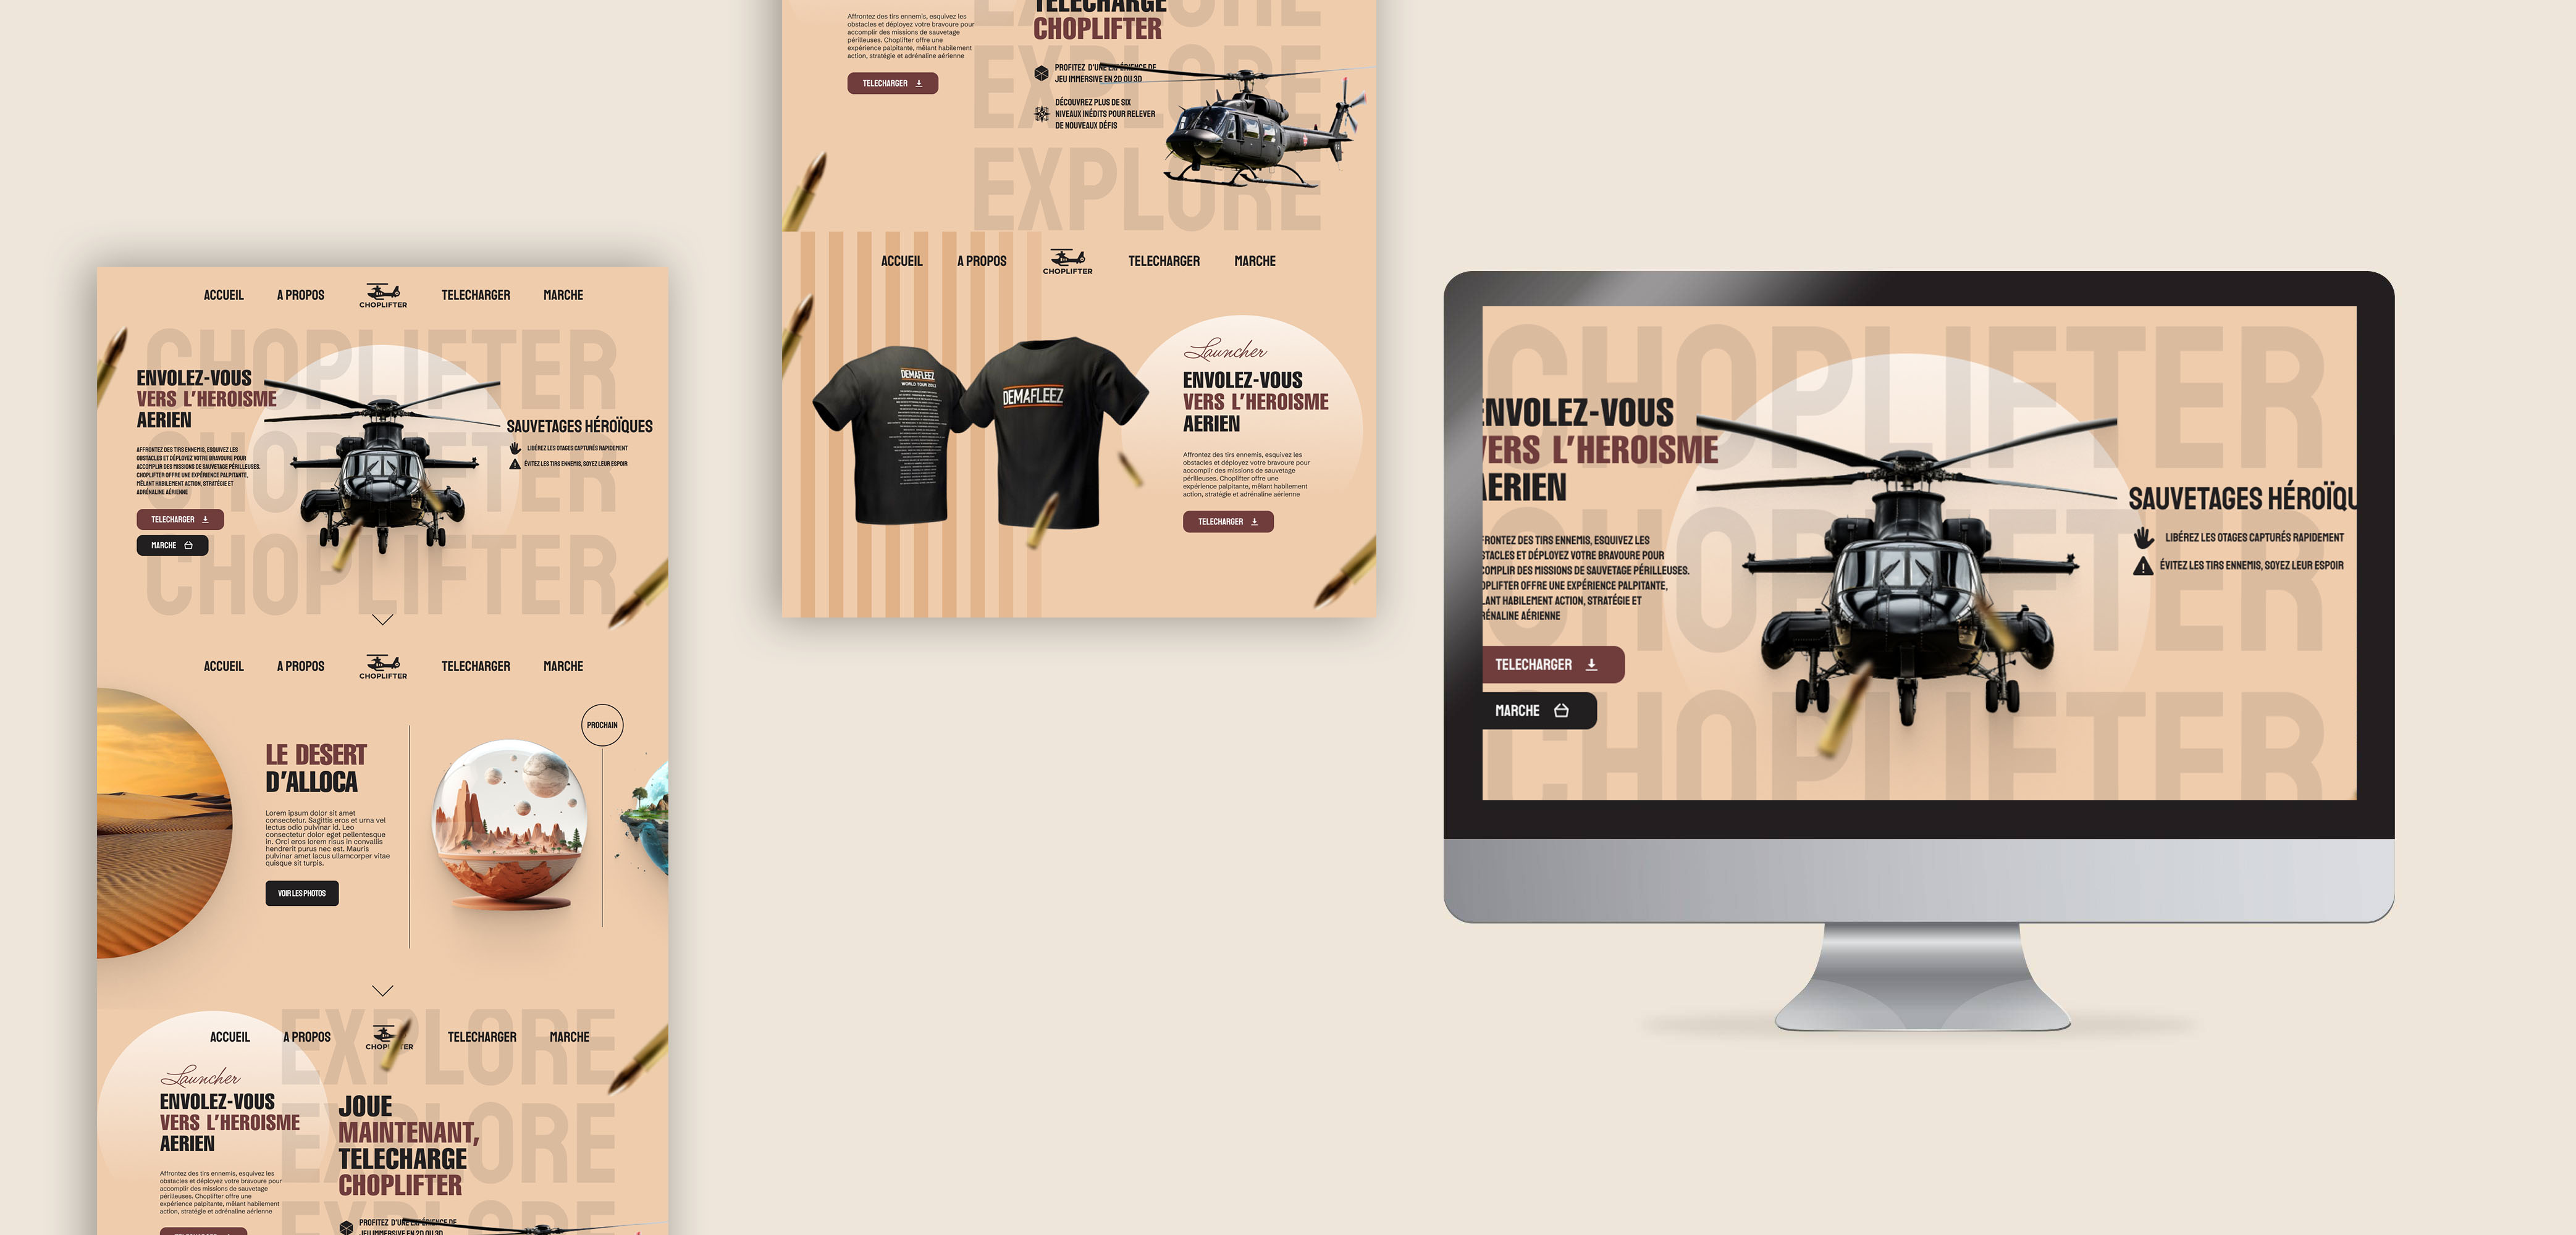 ACCUEIL
A PROPOS
CHOPLIFTER
TELECHARGER
MARCHE
CHOPLIFTER
CHOPLIFTER
CHOPLIFTER
ENVOLEZ-VOUS
VERS L'HEROISME
AERIEN
AFFRONTEZ DES TIRS ENNEMIS, ESQUIVEZ LES
OBSTACLES ET DÉPLOYEZ VOTRE BRAVOURE POUR
ACCOMPLIR DES MISSIONS DE SAUVETAGE PÉRILLEUSES.
CHOPLIFTER OFFRE UNE EXPÉRIENCE PALPITANTE,
MÊLANT HABILEMENT ACTION, STRATÉGIE ET
ADRÉNALINE AÉRIENNE
TELECHARGER
MARCHE
SAUVETAGES HÉROÏQUES
LIBÉREZ LES OTAGES CAPTURÉS RAPIDEMENT
ÉVITEZ LES TIRS ENNEMIS, SOYEZ LEUR ESPOIR
ACCUEIL
A PROPOS
CHOPLIFTER
TELECHARGER
MARCHE
LE DESERT
D'ALLOCA
Lorem ipsum dolor sit amet
consectetur. Sagittis eros et urna vel
lectus odio pulvinar id. Leo
consectetur dolor eget pellentesque
in. Orci eros lorem risus in convallis
hendrerit purus nec est. Mauris
pulvinar amet lacus ullamcorper vitae
quisque sit turpis.
VOIR LES PHOTOS
PROCHAIN
ACCUEIL
A PROPOS
TELECHARGER
MARCHE
EXPLORE
EXPLORE
EXPLORE
Launcher
ENVOLEZ-VOUS
VERS L'HEROISME
AERIEN
Affrontez des tirs ennemis, esquivez les
obstacles et déployez votre bravoure pour
accomplir des missions de sauvetage
périlleuses. Choplifter offre une
expérience palpitante, mêlant habilement
action, stratégie et adrénaline aérienne
JOUE
MAINTENANT,
TELECHARGE
CHOPLIFTER
PROFITEZ D'UNE EXPÉRIENCE DE
JEU IMMERSIVE EN 2D OU 3D
Affrontez des tirs ennemis, esquivez les
obstacles et déployez votre bravoure pour
accomplir des missions de sauvetage
périlleuses. Choplifter offre une
expérience palpitante, mêlant habilement
action, stratégie et adrénaline aérienne
TELECHARGER
TELECHARGE
CHOPLIFTER
PROFITEZ D'UNE EXPÉRIENCE DE
JEU IMMERSIVE EN 2D OU 3D
DÉCOUVREZ PLUS DE SIX
NIVEAUX INÉDITS POUR RELEVER
DE NOUVEAUX DÉFIS
EXPLORE
EXPLORE
EXPLORE
ACCUEIL
A PROPOS
CHOPLIFTER
TELECHARGER
MARCHE
DEMAFLEEZ
WORLD TOUR 2012
DEMAFLEEZ
Launcher
ENVOLEZ-VOUS
VERS L'HEROISME
AERIEN
Affrontez des tirs ennemis, esquivez les
obstacles et déployez votre bravoure pour
accomplir des missions de sauvetage
périlleuses. Choplifter offre une
expérience palpitante, mêlant habilement
action, stratégie et adrénaline aérienne
TELECHARGER
CHOPLIFTER
CHOPLIFTER
CHOPLIFTER
ENVOLEZ-VOUS
VERS L'HEROISME
AERIEN
FRONTEZ DES TIRS ENNEMIS, ESQUIVEZ LES
STACLES ET DÉPLOYEZ VOTRE BRAVOURE POUR
COMPLIR DES MISSIONS DE SAUVETAGE PÉRILLEUSES.
OPLIFTER OFFRE UNE EXPÉRIENCE PALPITANTE,
LANT HABILEMENT ACTION, STRATÉGIE ET
RÉNALINE AÉRIENNE
TELECHARGER
MARCHE
SAUVETAGES HÉROÏQU
LIBÉREZ LES OTAGES CAPTURÉS RAPIDEMENT
ÉVITEZ LES TIRS ENNEMIS, SOYEZ LEUR ESPOIR